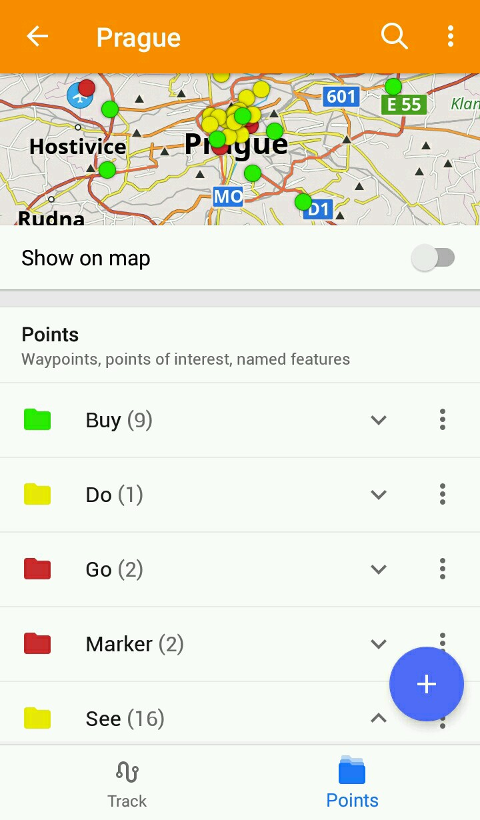 Prague
601
E 55
Klan
Hostivice
Prague
MO
D1
Rudna
Show on map
Points
Waypoints, points of interest, named features
Buy (9)
Do (1)
Go (2)
Marker (2)
See (16)
Track
Points